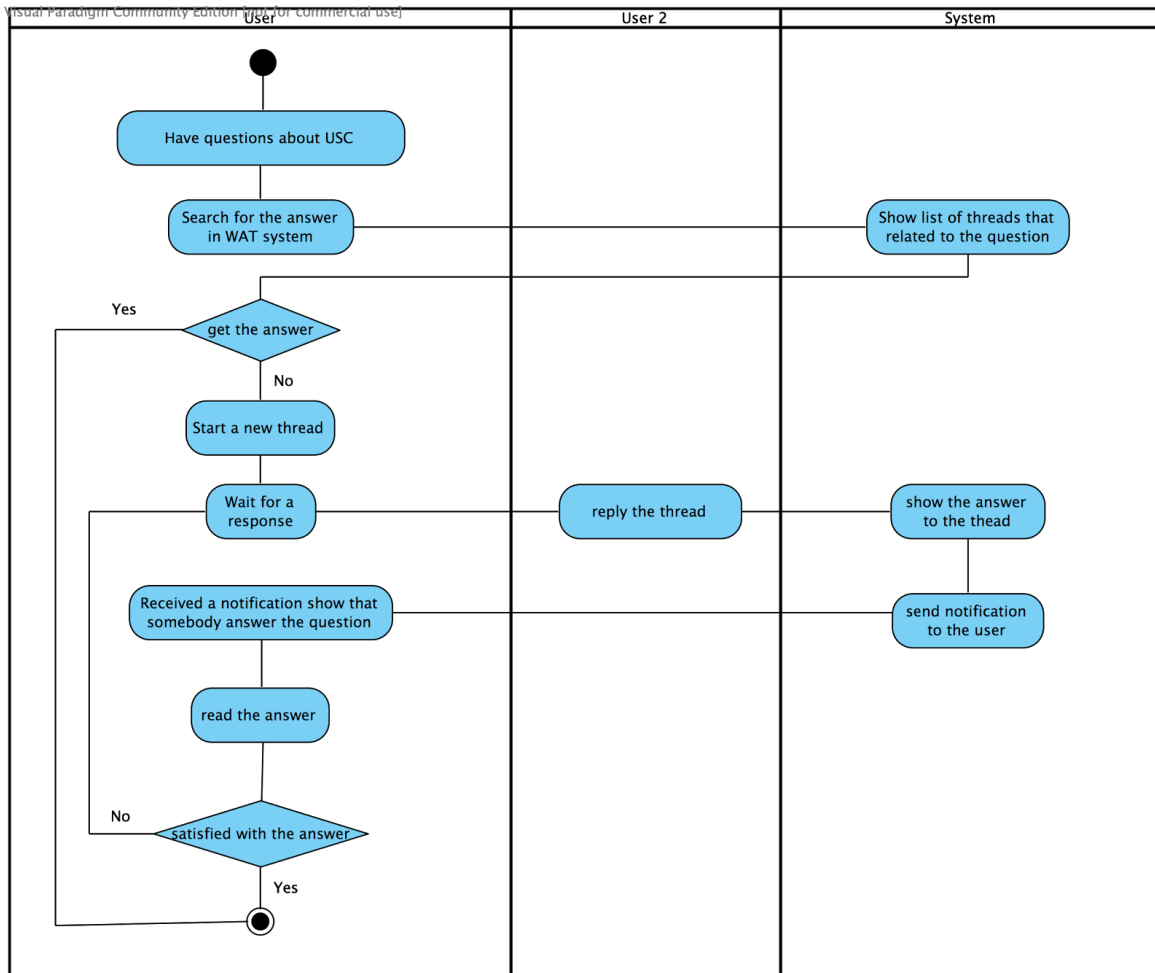 Visual Paradigm Community Edition [not for commercial use]
User
User 2
System
Have questions about USC
Search for the answer
in WAT system
Show list of threads that
related to the question
Yes
get the answer
No
Start a new thread
Wait for a
response
reply the thread
show the answer
to the thead
Received a notification show that
somebody answer the question
send notification
to the user
read the answer
No
satisfied with the answer
Yes